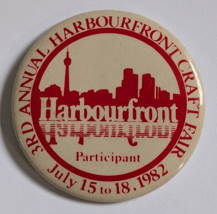 3RD ANNUAL HARBOURFRONT CRAFT FAIR
Harbourfront
Participant
July 15 to 18, 1982